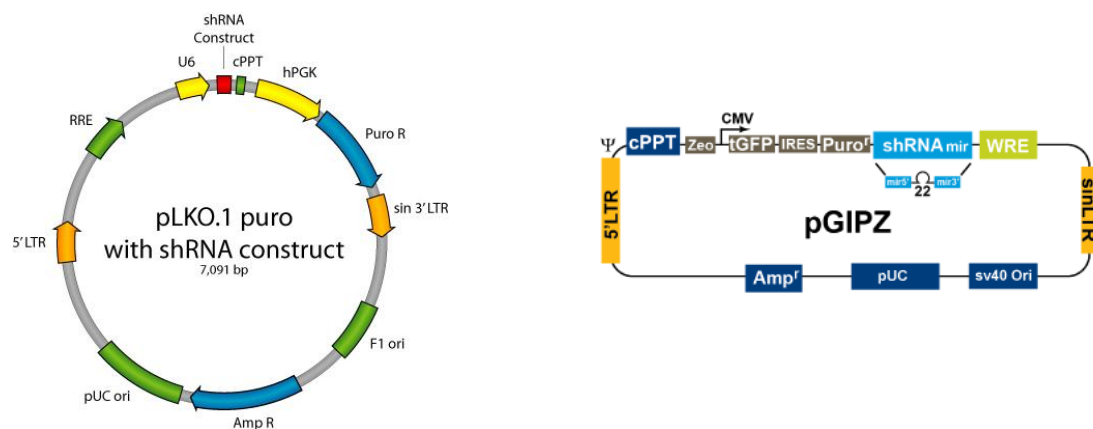 shRNA
Construct
U6
cPPT
hPGK
RRE
Puro R
sin 3' LTR
5' LTR
pLKO.1 puro
with shRNA construct
7,091 bp
F1 ori
pUC ori
Amp R
CMV
Ψ
cPPT
Zeo
tGFP
IRES
Puroʳ
shRNA mir
WRE
mir5'
22
mir3'
5'LTR
pGIPZ
sinLTR
Ampʳ
pUC
sv40 Ori